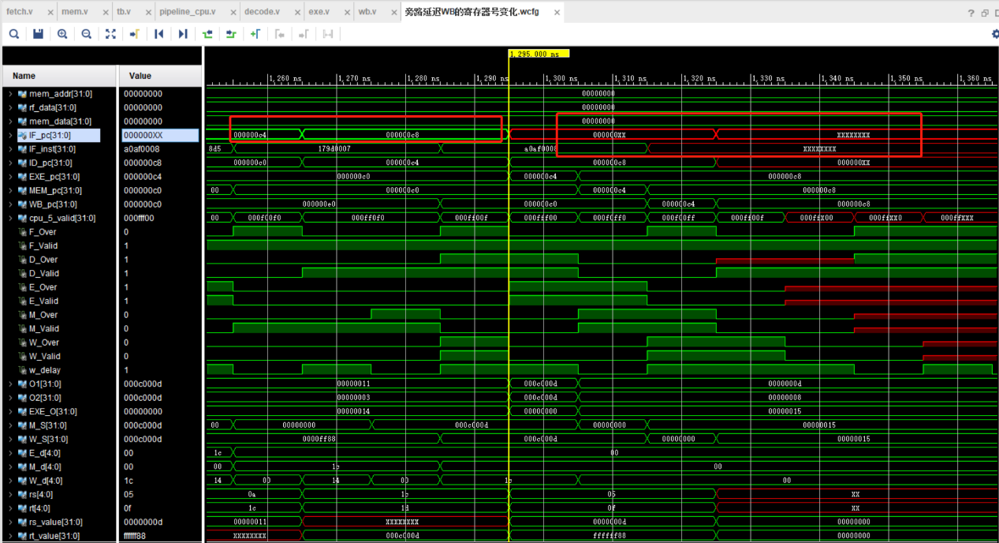 fetch.v mem.v tb.v pipeline_cpu.v decode.v exe.v wb.v 旁路延迟WB的寄存器号变化.wcfg
1,295.000 ns
Name Value 1,260 ns 1,270 ns 1,280 ns 1,290 ns 1,300 ns 1,310 ns 1,320 ns 1,330 ns 1,340 ns 1,350 ns 1,360 ns
mem_addr[31:0] 00000000 00000000
rf_data[31:0] 00000000 00000000
mem_data[31:0] 00000000 00000000
IF_pc[31:0] 000000XX 000000c4 000000c8 000000XX XXXXXXXX
IF_inst[31:0] a0af0008 8d5 179d0007 a0af0008 XXXXXXXX
ID_pc[31:0] 000000c8 000000c0 000000c4 000000c8 000000XX
EXE_pc[31:0] 000000c4 000000c0 000000c4 000000c8
MEM_pc[31:0] 000000c0 00 000000c0 000000c4 000000c8
WB_pc[31:0] 000000c0 000000c0 000000c4 000000c8
cpu_5_valid[31:0] 000fff00 00 000f00f0 000ff0f0 000ff00f 000fff00 000f0ff0 000f00ff 000ff00f 000ffX00 000ffXX0 000ffXXX
F_Over 0
F_Valid 1
D_Over 1
D_Valid 1
E_Over 1
E_Valid 1
M_Over 0
M_Valid 0
W_Over 0
W_Valid 0
w_delay 1
O1[31:0] 000c000d 00000011 000c000d 0000000d
O2[31:0] 000c000d 00000003 000c000d 00000008
EXE_O[31:0] 00000000 00000014 00000000 00000015
M_S[31:0] 000c000d 00 00000000 000c000d 00000000 00000015
W_S[31:0] 000c000d 0000ff88 000c000d 00000000 00000015
E_d[4:0] 00 1c 00
M_d[4:0] 00 00 1c 00
W_d[4:0] 1c 14 00 14 00 1c 00
rs[4:0] 05 0a 1c 05 XX
rt[4:0] 0f 1c 1d 0f XX
rs_value[31:0] 0000000d 00000011 XXXXXXXX 0000000d 00000000
rt_value[31:0] ffffff88 XXXXXXXX 000c000d ffffff88 00000000